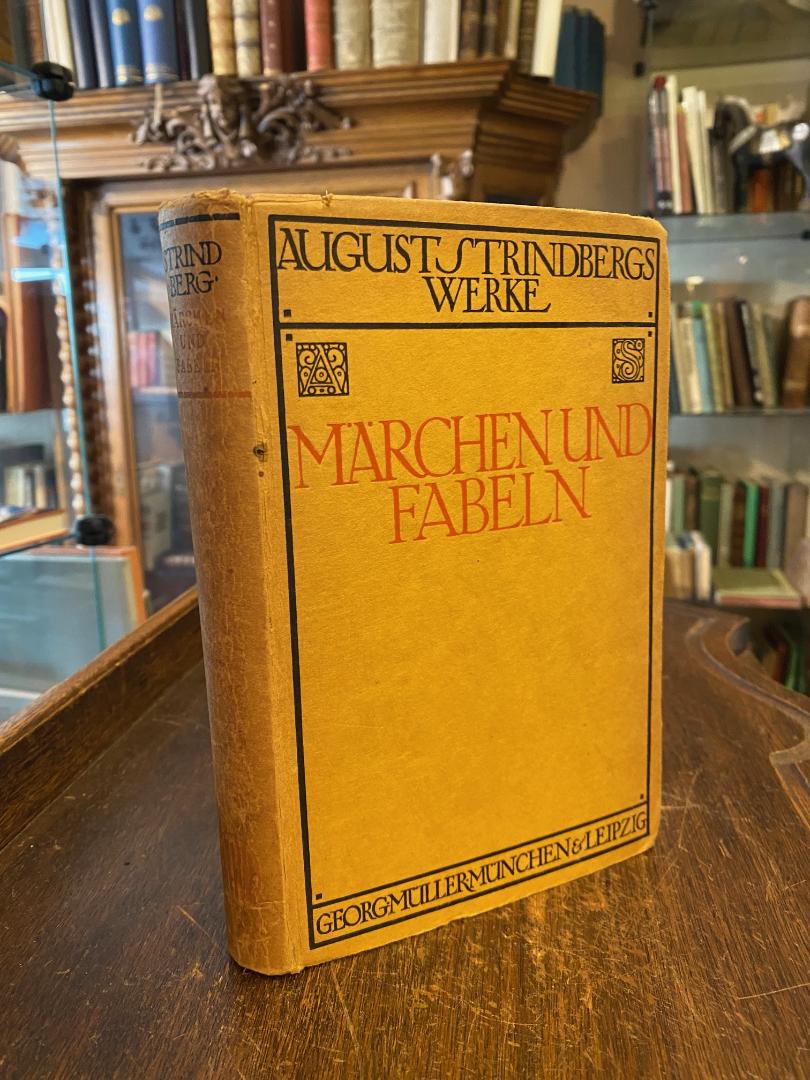 STRIND
BERG·
MÄRCHEN
UND
FABELN
AUGUST STRINDBERGS
WERKE
A
S
MÄRCHEN UND
FABELN
GEORG·MÜLLER·MÜNCHEN&LEIPZIG